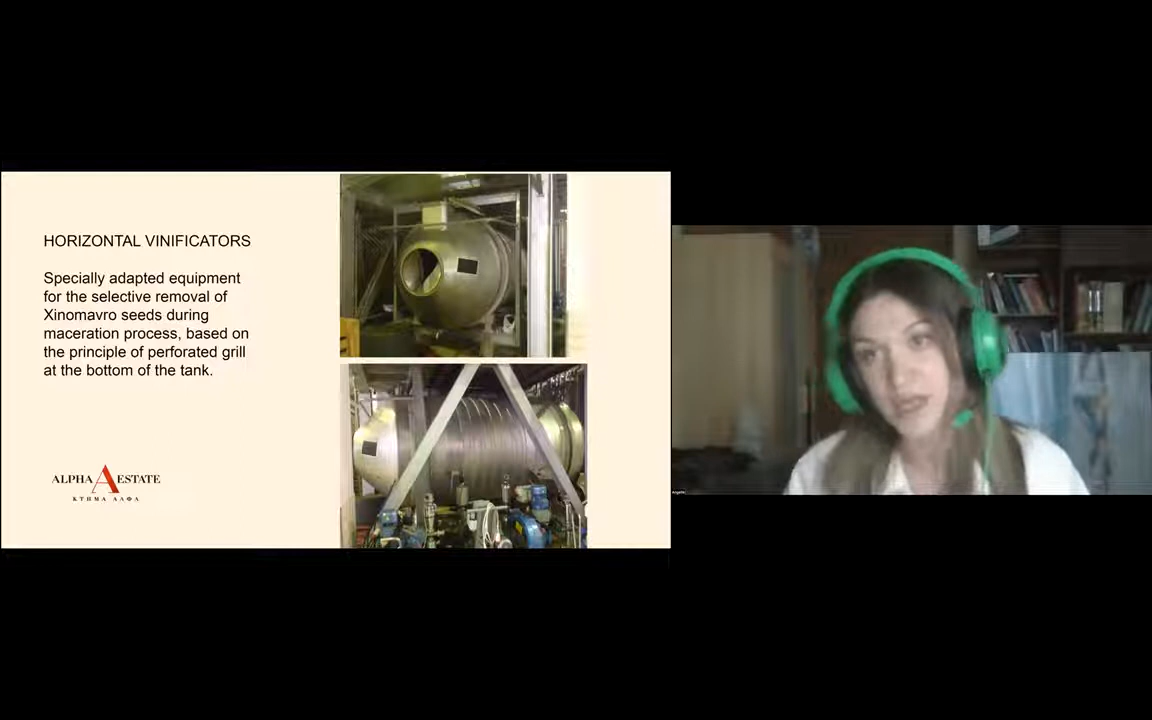 HORIZONTAL VINIFICATORS
Specially adapted equipment
for the selective removal of
Xinomavro seeds during
maceration process, based on
the principle of perforated grill
at the bottom of the tank.
ALPHA A ESTATE
ΚΤΗΜΑ ΑΛΦΑ